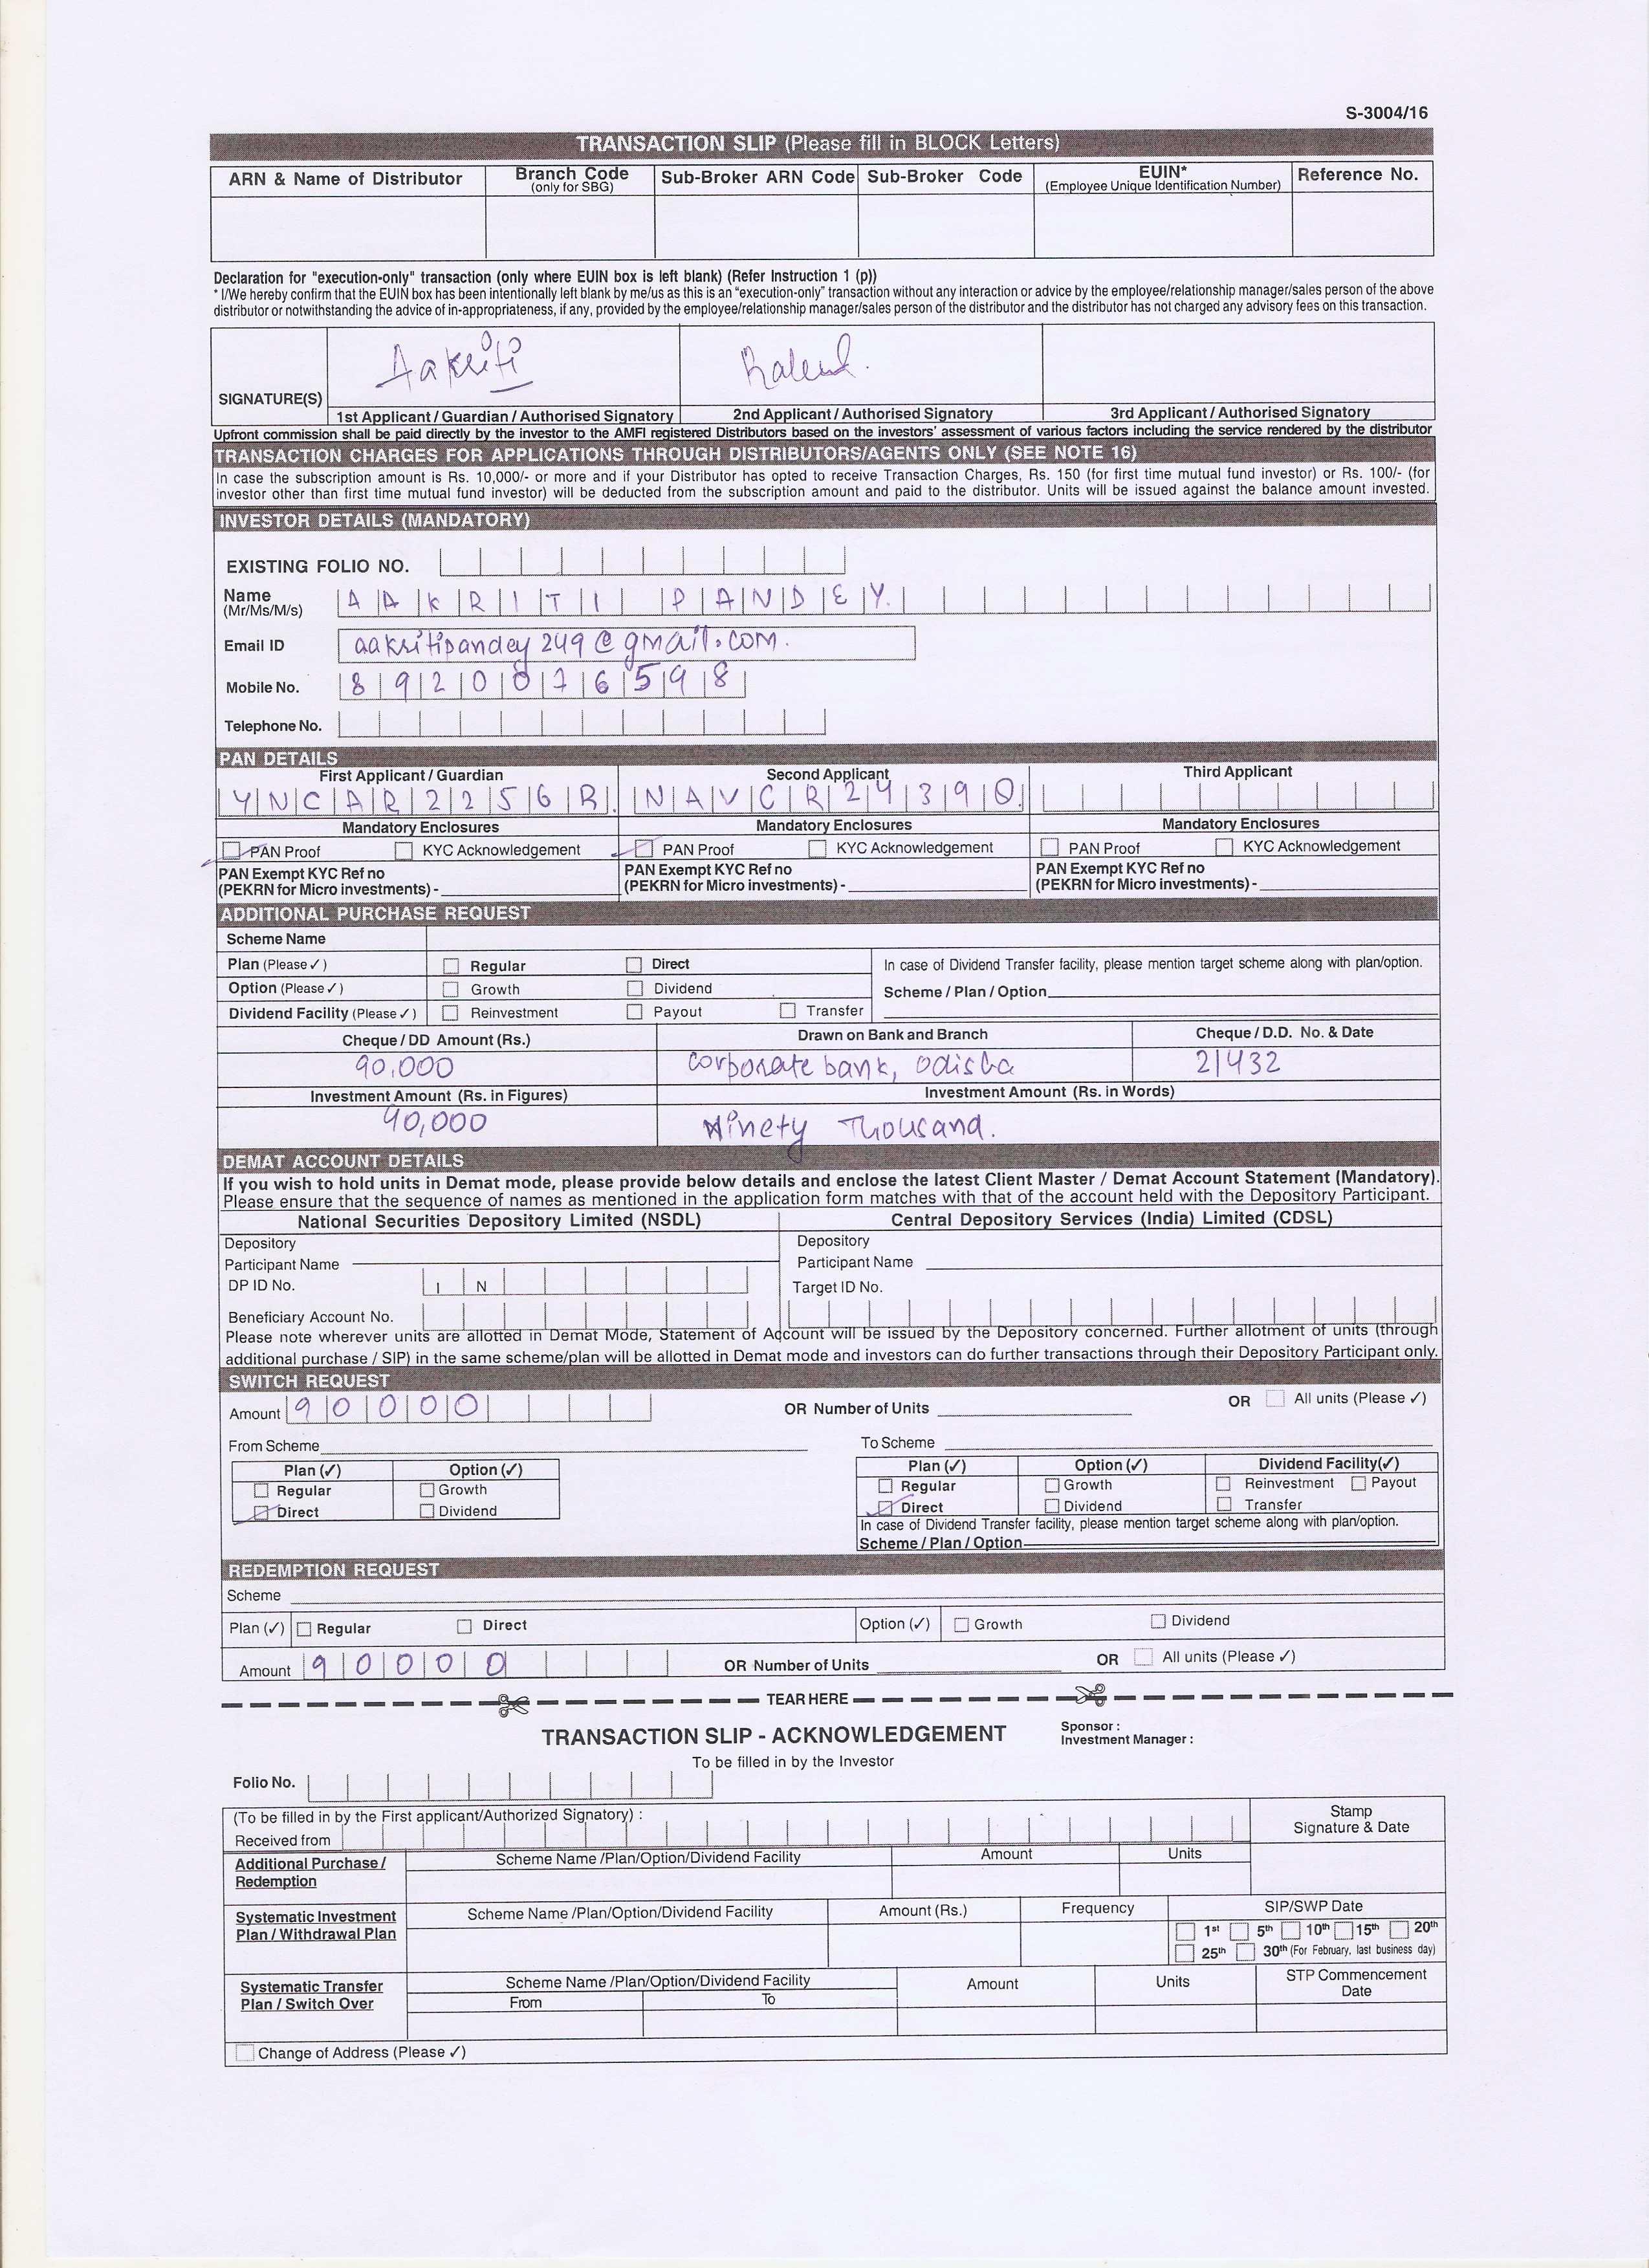 S-3004/16
TRANSACTION SLIP (Please fill in BLOCK Letters)
ARN & Name of Distributor Branch Code (only for SBG) Sub-Broker ARN Code Sub-Broker Code EUIN* (Employee Unique Identification Number) Reference No.
Declaration for "execution-only" transaction (only where EUIN box is left blank) (Refer Instruction 1 (p))
* I/We hereby confirm that the EUIN box has been intentionally left blank by me/us as this is an "execution-only" transaction without any interaction or advice by the employee/relationship manager/sales person of the above
distributor or notwithstanding the advice of in-appropriateness, if any, provided by the employee/relationship manager/sales person of the distributor and the distributor has not charged any advisory fees on this transaction.
Aakriti
SIGNATURE(S)
1st Applicant / Guardian / Authorised Signatory 2nd Applicant / Authorised Signatory 3rd Applicant / Authorised Signatory
Upfront commission shall be paid directly by the investor to the AMFI registered Distributors based on the investors' assessment of various factors including the service rendered by the distributor
TRANSACTION CHARGES FOR APPLICATIONS THROUGH DISTRIBUTORS/AGENTS ONLY (SEE NOTE 16)
In case the subscription amount is Rs. 10,000/- or more and if your Distributor has opted to receive Transaction Charges, Rs. 150 (for first time mutual fund investor) or Rs. 100/- (for
investor other than first time mutual fund investor) will be deducted from the subscription amount and paid to the distributor. Units will be issued against the balance amount invested.
INVESTOR DETAILS (MANDATORY)
EXISTING FOLIO NO.
Name (Mr/Ms/M/s) AAKRITI PANDEY.
Email ID aakritipandey249@gmail.com.
Mobile No. 8920876598
Telephone No.
PAN DETAILS
First Applicant / Guardian Second Applicant Third Applicant
YNCAR2256R. NAVCR2439Q.
Mandatory Enclosures Mandatory Enclosures Mandatory Enclosures
PAN Proof KYC Acknowledgement PAN Proof KYC Acknowledgement PAN Proof KYC Acknowledgement
PAN Exempt KYC Ref no PAN Exempt KYC Ref no PAN Exempt KYC Ref no
(PEKRN for Micro investments) - (PEKRN for Micro investments) - (PEKRN for Micro investments) -
ADDITIONAL PURCHASE REQUEST
Scheme Name
Plan (Please ✓) Regular Direct In case of Dividend Transfer facility, please mention target scheme along with plan/option.
Option (Please ✓) Growth Dividend Scheme / Plan / Option
Dividend Facility (Please ✓) Reinvestment Payout Transfer
Cheque / DD Amount (Rs.) Drawn on Bank and Branch Cheque / D.D. No. & Date
90,000 Corporate bank, Odisha 21432
Investment Amount (Rs. in Figures) Investment Amount (Rs. in Words)
90,000 Ninety Thousand.
DEMAT ACCOUNT DETAILS
If you wish to hold units in Demat mode, please provide below details and enclose the latest Client Master / Demat Account Statement (Mandatory).
Please ensure that the sequence of names as mentioned in the application form matches with that of the account held with the Depository Participant.
National Securities Depository Limited (NSDL) Central Depository Services (India) Limited (CDSL)
Depository Depository
Participant Name Participant Name
DP ID No. I N Target ID No.
Beneficiary Account No.
Please note wherever units are allotted in Demat Mode, Statement of Account will be issued by the Depository concerned. Further allotment of units (through
additional purchase / SIP) in the same scheme/plan will be allotted in Demat mode and investors can do further transactions through their Depository Participant only.
SWITCH REQUEST
Amount 90000 OR Number of Units OR All units (Please ✓)
From Scheme To Scheme
Plan (✓) Option (✓) Plan (✓) Option (✓) Dividend Facility(✓)
Regular Growth Regular Growth Reinvestment Payout
Direct Dividend Direct Dividend Transfer
In case of Dividend Transfer facility, please mention target scheme along with plan/option.
Scheme / Plan / Option
REDEMPTION REQUEST
Scheme
Plan (✓) Regular Direct Option (✓) Growth Dividend
Amount 90000 OR Number of Units OR All units (Please ✓)
TEAR HERE
TRANSACTION SLIP - ACKNOWLEDGEMENT Sponsor :
Investment Manager :
To be filled in by the Investor
Folio No.
(To be filled in by the First applicant/Authorized Signatory) : Stamp
Received from Signature & Date
Additional Purchase / Redemption Scheme Name /Plan/Option/Dividend Facility Amount Units
Systematic Investment Plan / Withdrawal Plan Scheme Name /Plan/Option/Dividend Facility Amount (Rs.) Frequency SIP/SWP Date
1st 5th 10th 15th 20th
25th 30th (For February, last business day)
Systematic Transfer Plan / Switch Over Scheme Name /Plan/Option/Dividend Facility Amount Units STP Commencement Date
From To
Change of Address (Please ✓)